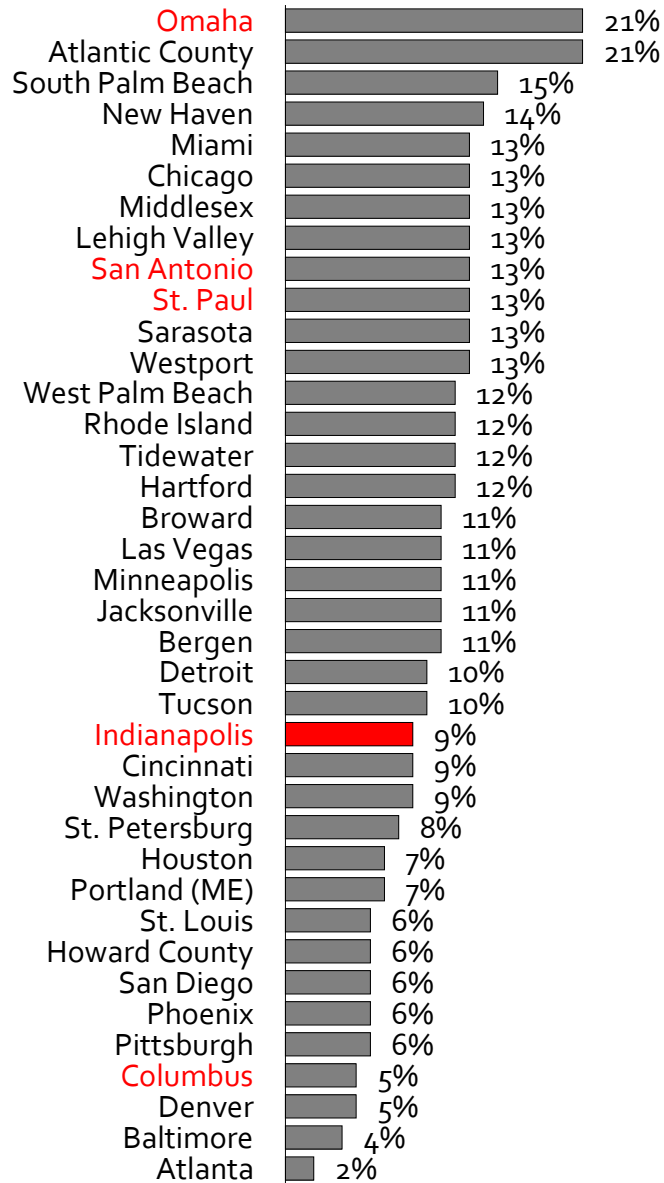 Omaha 21%
Atlantic County 21%
South Palm Beach 15%
New Haven 14%
Miami 13%
Chicago 13%
Middlesex 13%
Lehigh Valley 13%
San Antonio 13%
St. Paul 13%
Sarasota 13%
Westport 13%
West Palm Beach 12%
Rhode Island 12%
Tidewater 12%
Hartford 12%
Broward 11%
Las Vegas 11%
Minneapolis 11%
Jacksonville 11%
Bergen 11%
Detroit 10%
Tucson 10%
Indianapolis 9%
Cincinnati 9%
Washington 9%
St. Petersburg 8%
Houston 7%
Portland (ME) 7%
St. Louis 6%
Howard County 6%
San Diego 6%
Phoenix 6%
Pittsburgh 6%
Columbus 5%
Denver 5%
Baltimore 4%
Atlanta 2%